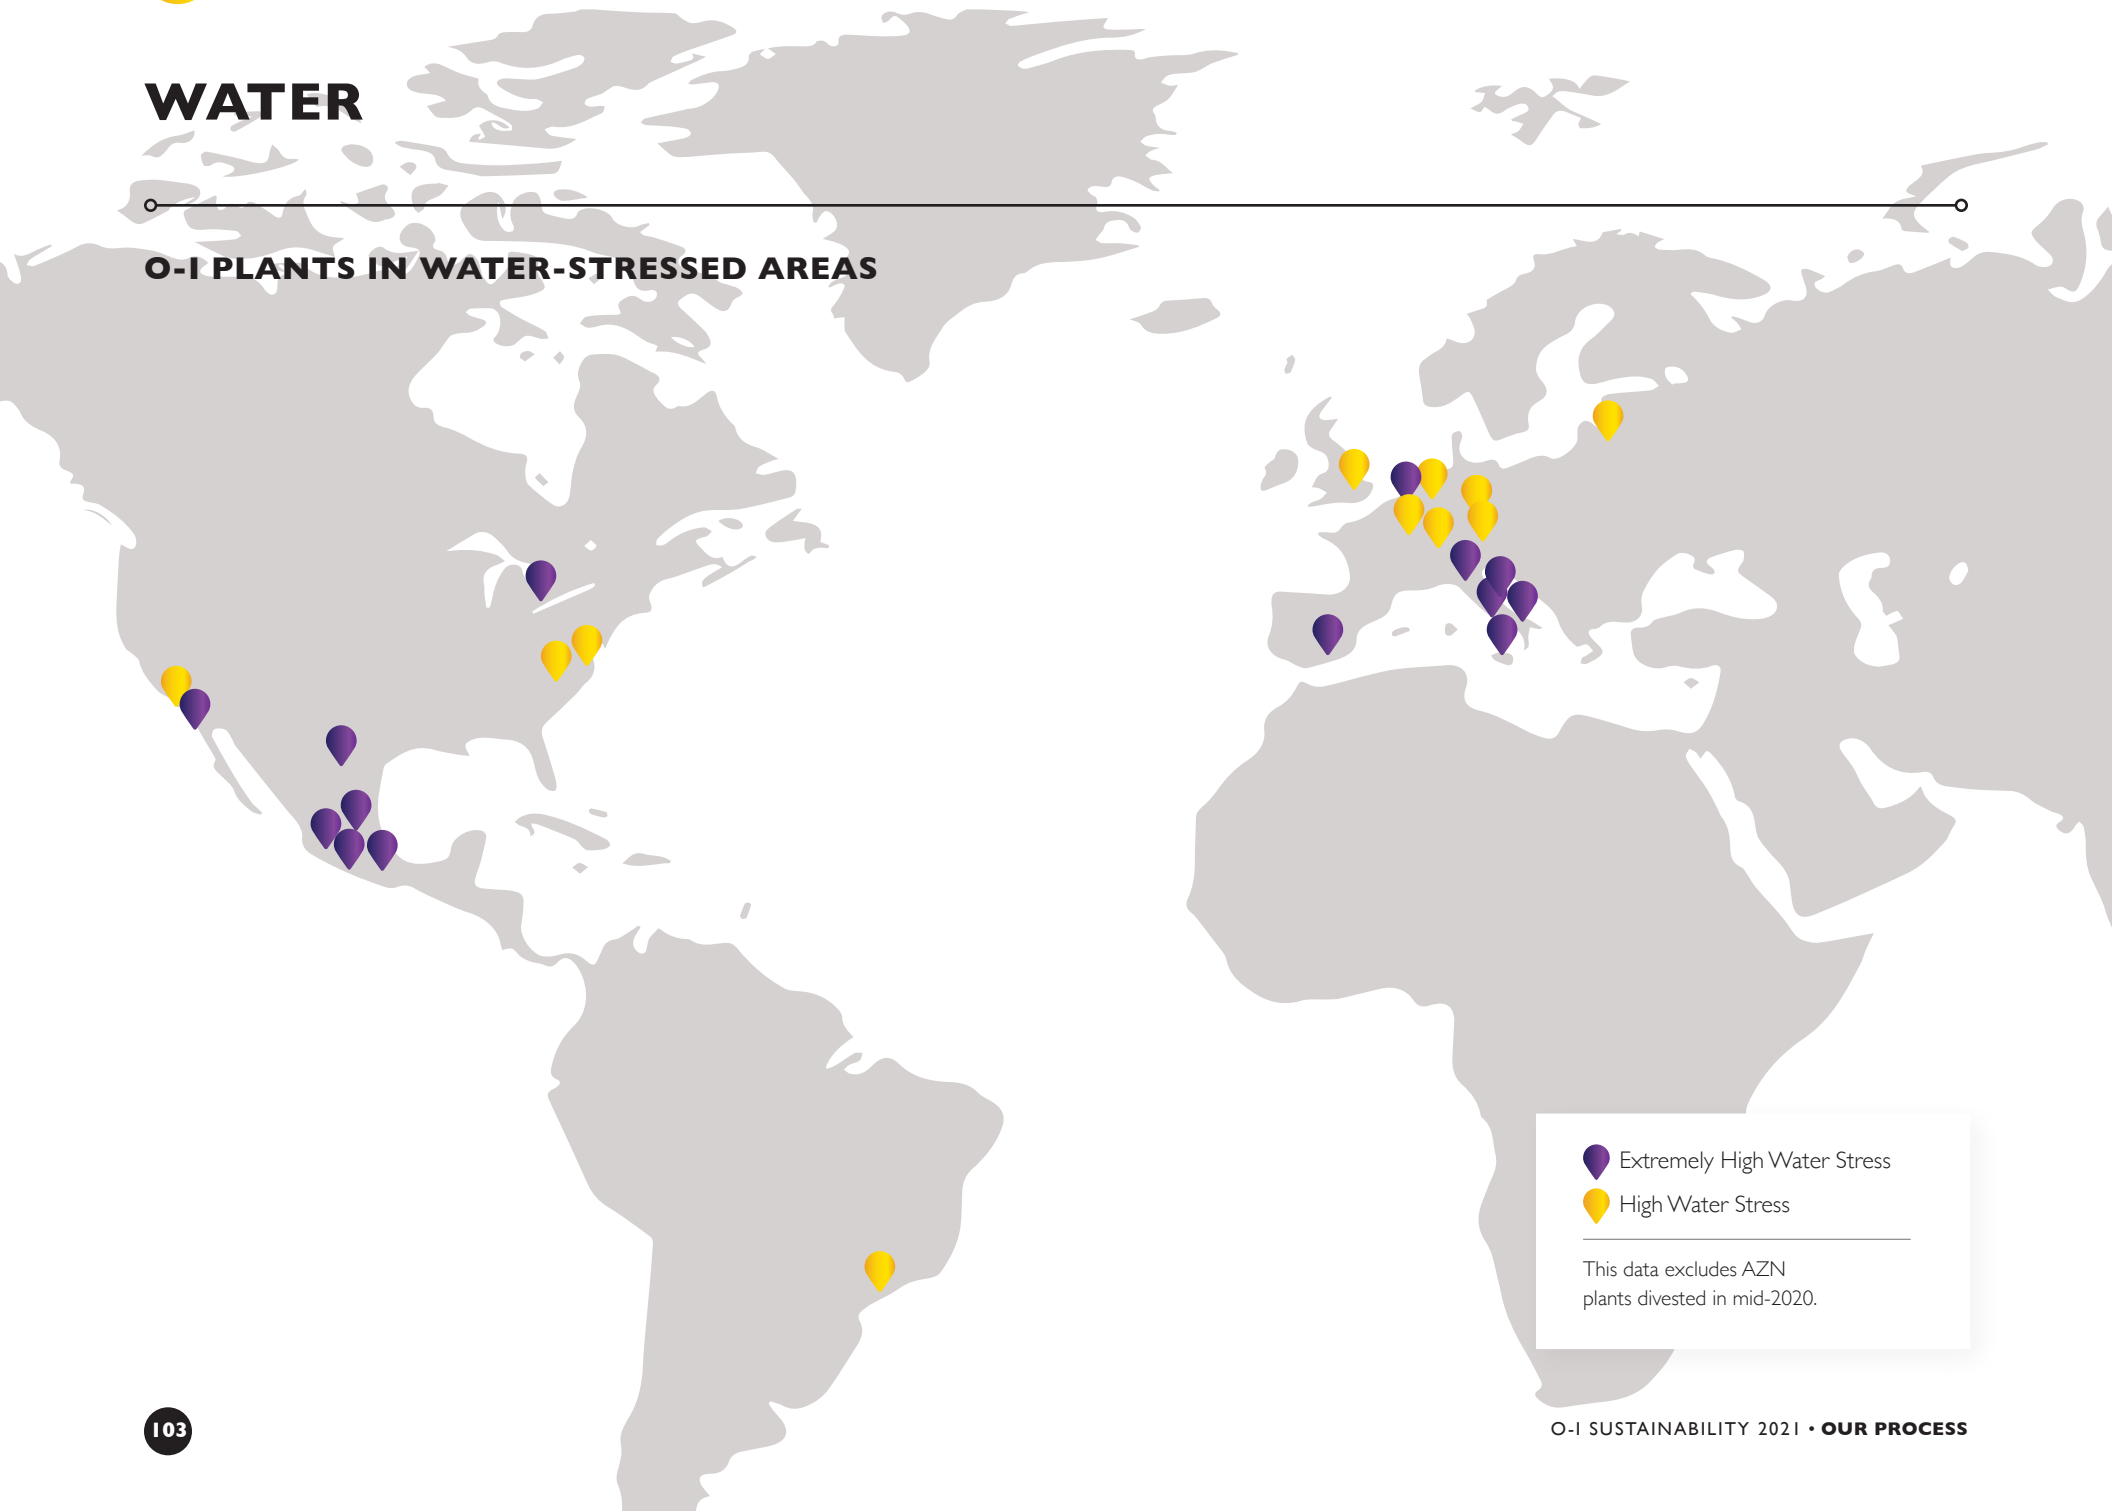 WATER
O-I PLANTS IN WATER-STRESSED AREAS
Extremely High Water Stress
High Water Stress
This data excludes AZN
plants divested in mid-2020.
103
O-I SUSTAINABILITY 2021 • OUR PROCESS